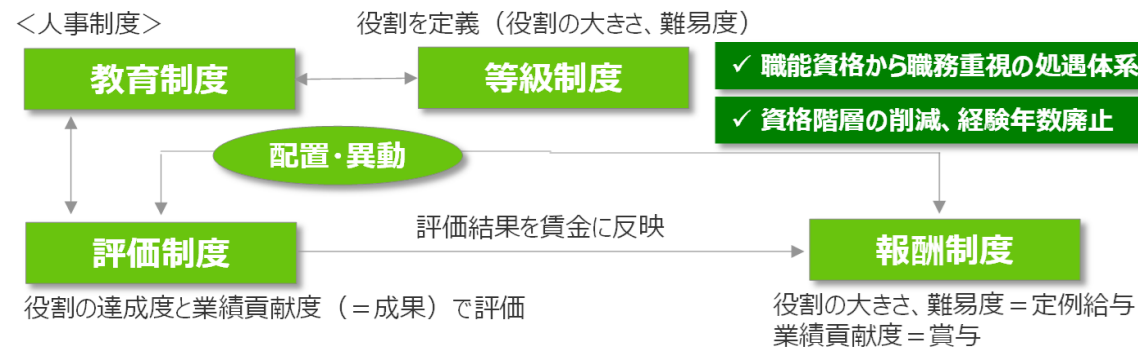 ＜人事制度＞
役割を定義（役割の大きさ、難易度）
教育制度
等級制度
✓ 職能資格から職務重視の処遇体系
✓ 資格階層の削減、経験年数廃止
配置・異動
評価結果を賃金に反映
評価制度
報酬制度
役割の達成度と業績貢献度（＝成果）で評価
役割の大きさ、難易度＝定例給与
業績貢献度＝賞与